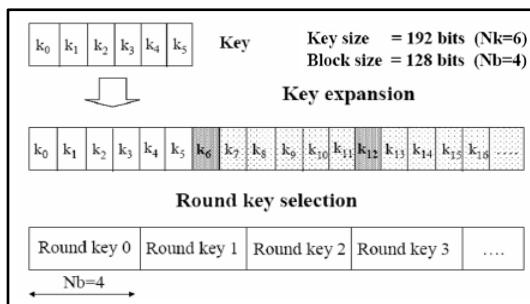 k₀ k₁ k₂ k₃ k₄ k₅ Key
Key size = 192 bits (Nk=6)
Block size = 128 bits (Nb=4)
Key expansion
k₀ k₁ k₂ k₃ k₄ k₅ k₆ k₇ k₈ k₉ k₁₀ k₁₁ k₁₂ k₁₃ k₁₄ k₁₅ k₁₆ ....
Round key selection
Round key 0 Round key 1 Round key 2 Round key 3 ....
Nb=4